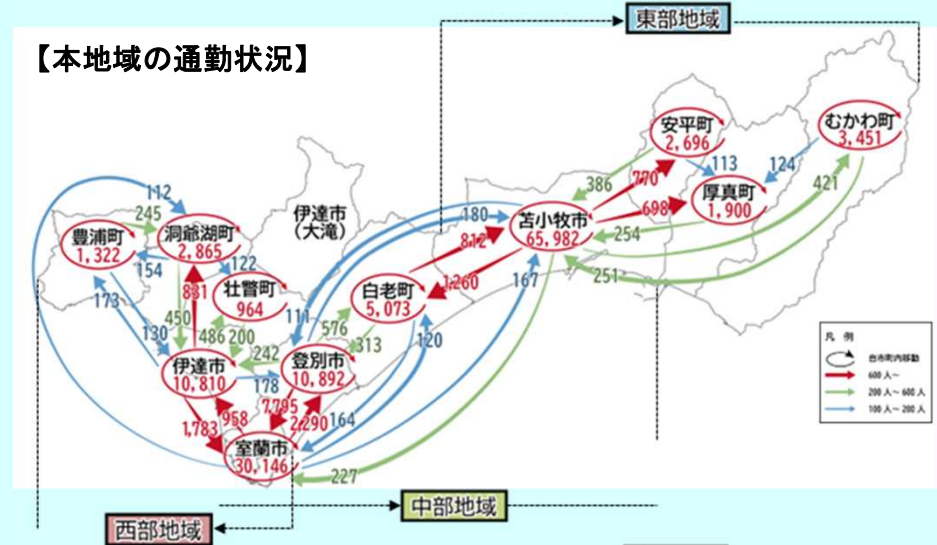 東部地域
【本地域の通勤状況】
安平町
2,696
むかわ町
3,451
113
124
厚真町
1,900
386
770
698
421
254
251
苫小牧市
65,982
180
167
812
1,260
伊達市
(大滝)
112
245
豊浦町
1,322
洞爺湖町
2,865
154
122
壮瞥町
964
173
130
831
450
486
200
111
白老町
5,073
576
313
120
242
伊達市
10,810
178
登別市
10,892
7,795
2,290
164
958
1,783
室蘭市
30,146
227
凡 例
自市町内移動
600人~
200人~600人
100人~200人
中部地域
西部地域